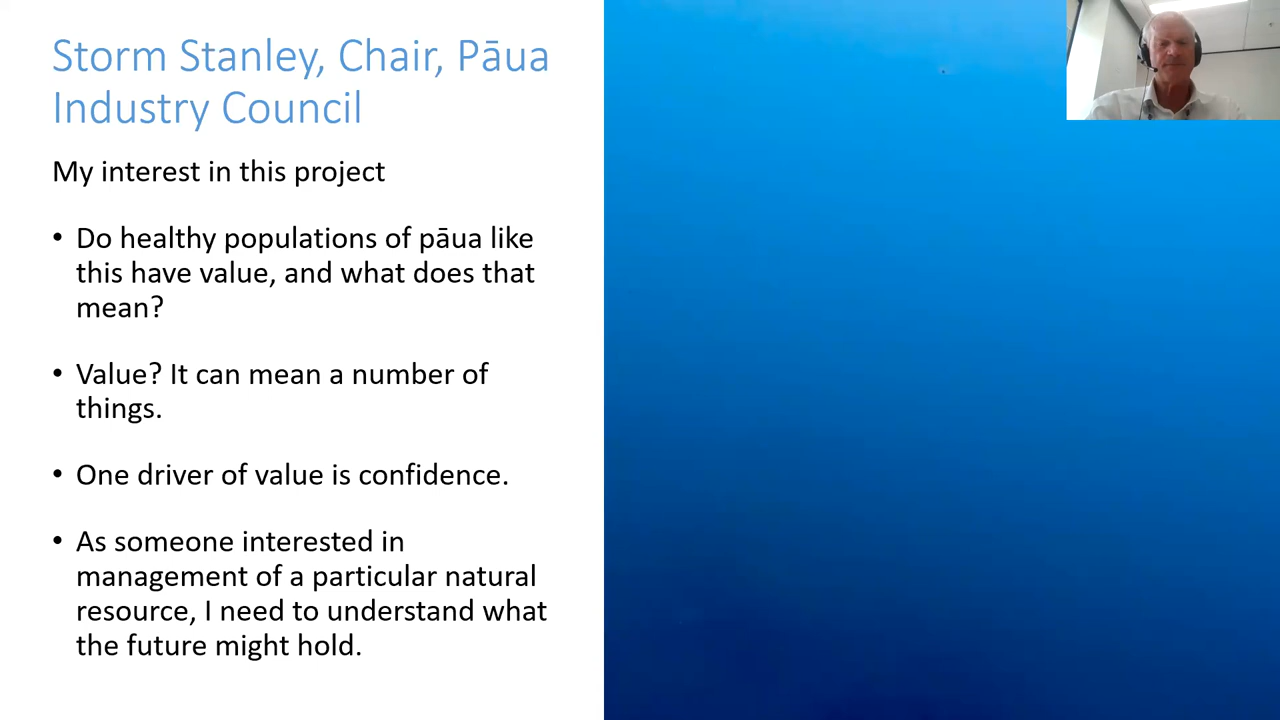 Storm Stanley, Chair, Pāua
Industry Council
My interest in this project
• Do healthy populations of pāua like
this have value, and what does that
mean?
• Value? It can mean a number of
things.
• One driver of value is confidence.
• As someone interested in
management of a particular natural
resource, I need to understand what
the future might hold.